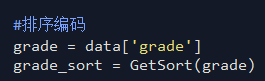 #排序编码
grade = data['grade']
grade_sort = GetSort(grade)